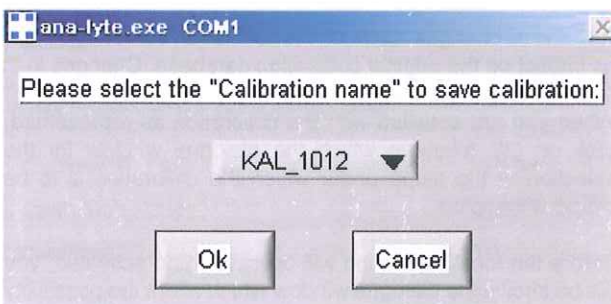 ana-lyte.exe COM1
Please select the "Calibration name" to save calibration:
KAL_1012
Ok Cancel